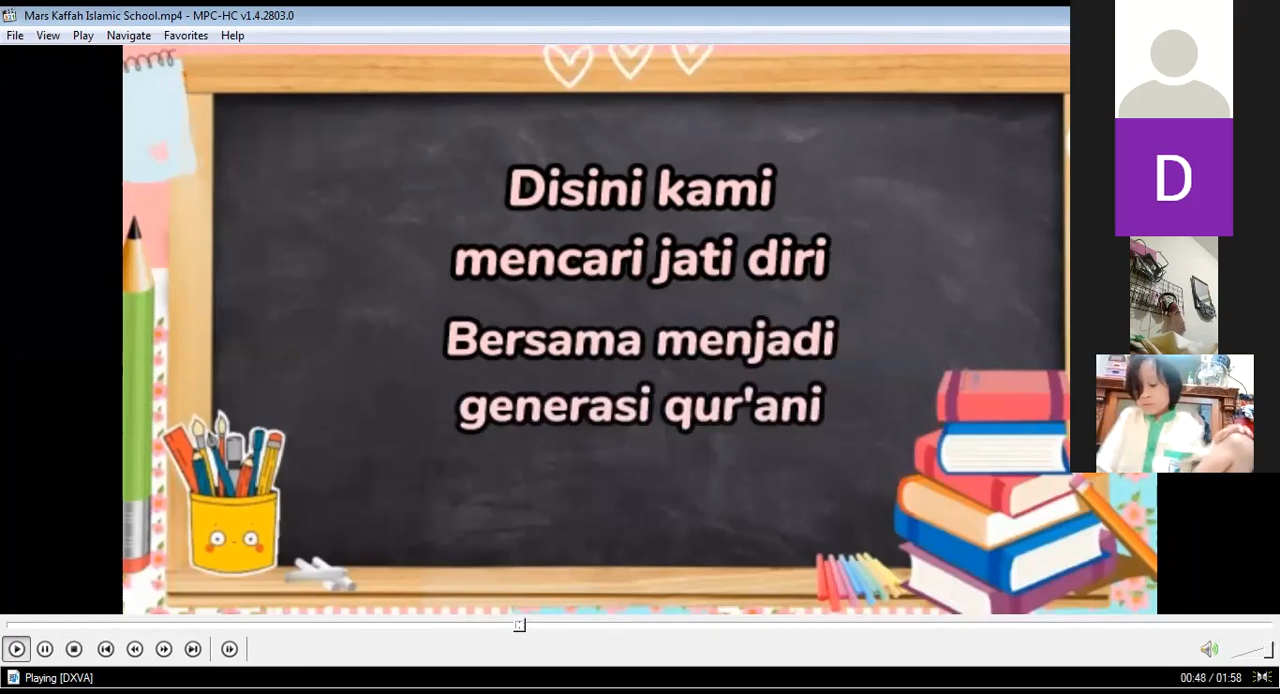 Mars Kaffah Islamic School.mp4 - MPC-HC v1.4.2803.0
File View Play Navigate Favorites Help
Disini kami
mencari jati diri
Bersama menjadi
generasi qur'ani
D
Playing [DXVA]
00:48 / 01:58